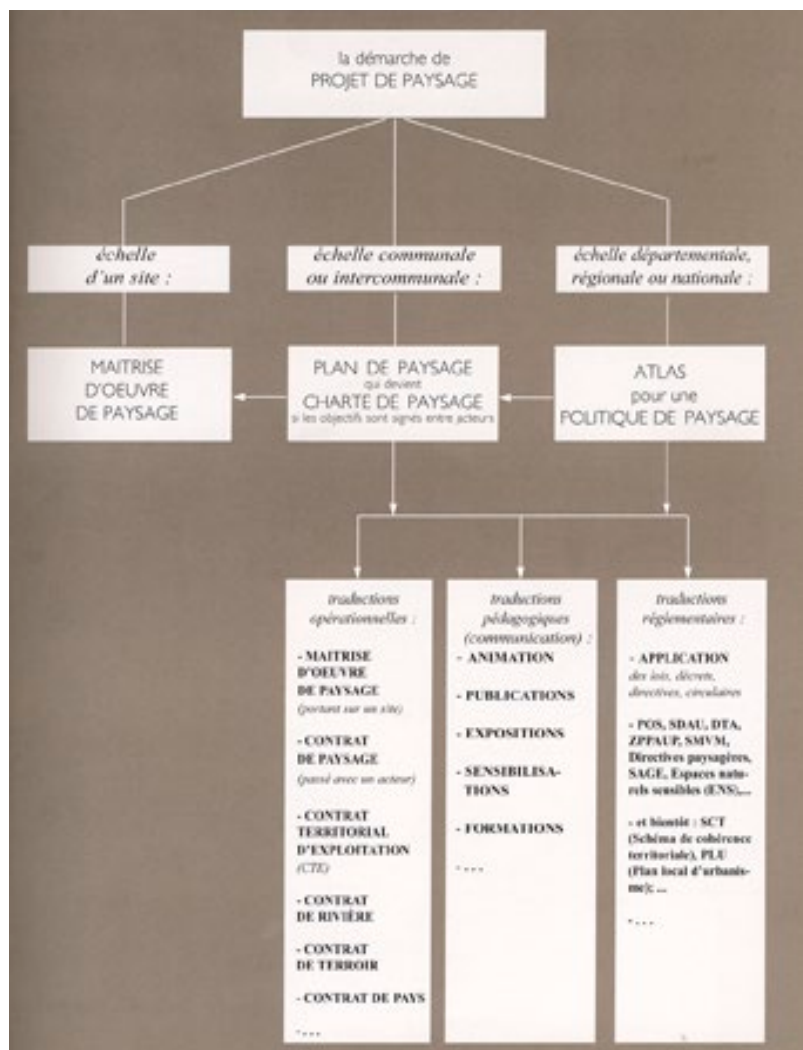 la démarche de
PROJET DE PAYSAGE
échelle
d'un site :
échelle communale
ou intercommunale :
échelle départementale,
régionale ou nationale :
MAITRISE
D'OEUVRE
DE PAYSAGE
PLAN DE PAYSAGE
qui devient
CHARTE DE PAYSAGE
si les objectifs sont signés entre acteurs
ATLAS
pour une
POLITIQUE DE PAYSAGE
traductions
opérationnelles :
- MAITRISE
D'OEUVRE
DE PAYSAGE
(portant sur un site)
- CONTRAT
DE PAYSAGE
(passé avec un acteur)
- CONTRAT
TERRITORIAL
D'EXPLOITATION
(CTE)
- CONTRAT
DE RIVIÈRE
- CONTRAT
DE TERROIR
- CONTRAT DE PAYS
- ...
traductions
pédagogiques
(communication) :
- ANIMATION
- PUBLICATIONS
- EXPOSITIONS
- SENSIBILISA-
TIONS
- FORMATIONS
- ...
traductions
réglementaires :
- APPLICATION
des lois, décrets,
directives, circulaires
- POS, SDAU, DTA,
ZPPAUP, SMVM,
Directives paysagères,
SAGE, Espaces natu-
rels sensibles (ENS),...
- et bientôt : SCT
(Schéma de cohérence
territoriale), PLU
(Plan local d'urbanis-
me); ...
- ...